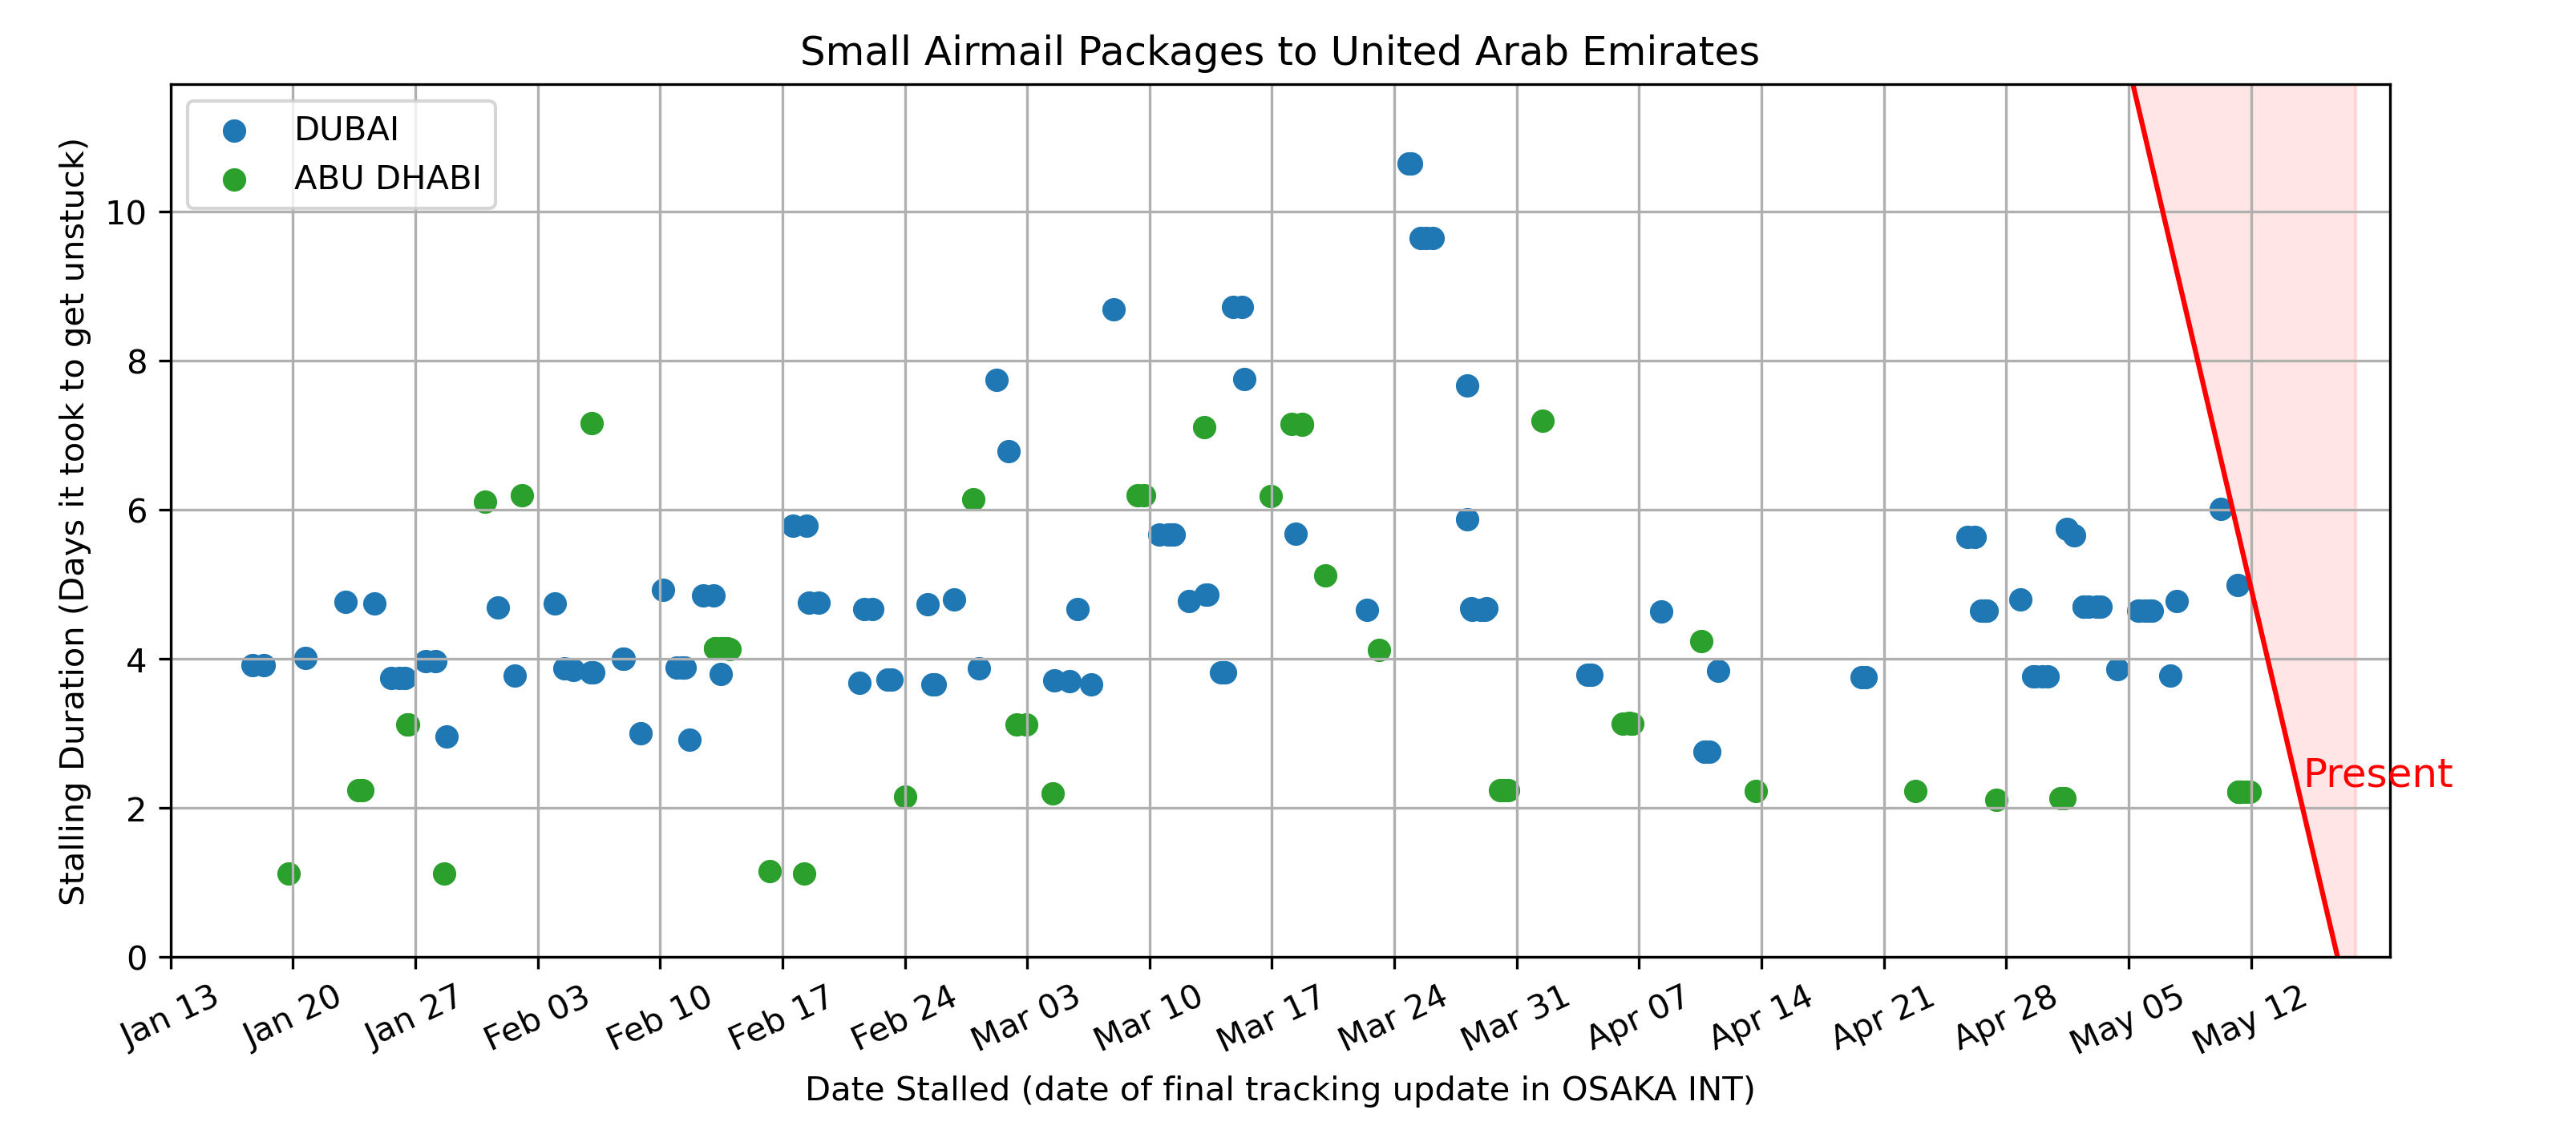 Small Airmail Packages to United Arab Emirates
DUBAI
ABU DHABI
Stalling Duration (Days it took to get unstuck)
10
8
6
4
2
0
Present
Jan 13
Jan 20
Jan 27
Feb 03
Feb 10
Feb 17
Feb 24
Mar 03
Mar 10
Mar 17
Mar 24
Mar 31
Apr 07
Apr 14
Apr 21
Apr 28
May 05
May 12
Date Stalled (date of final tracking update in OSAKA INT)